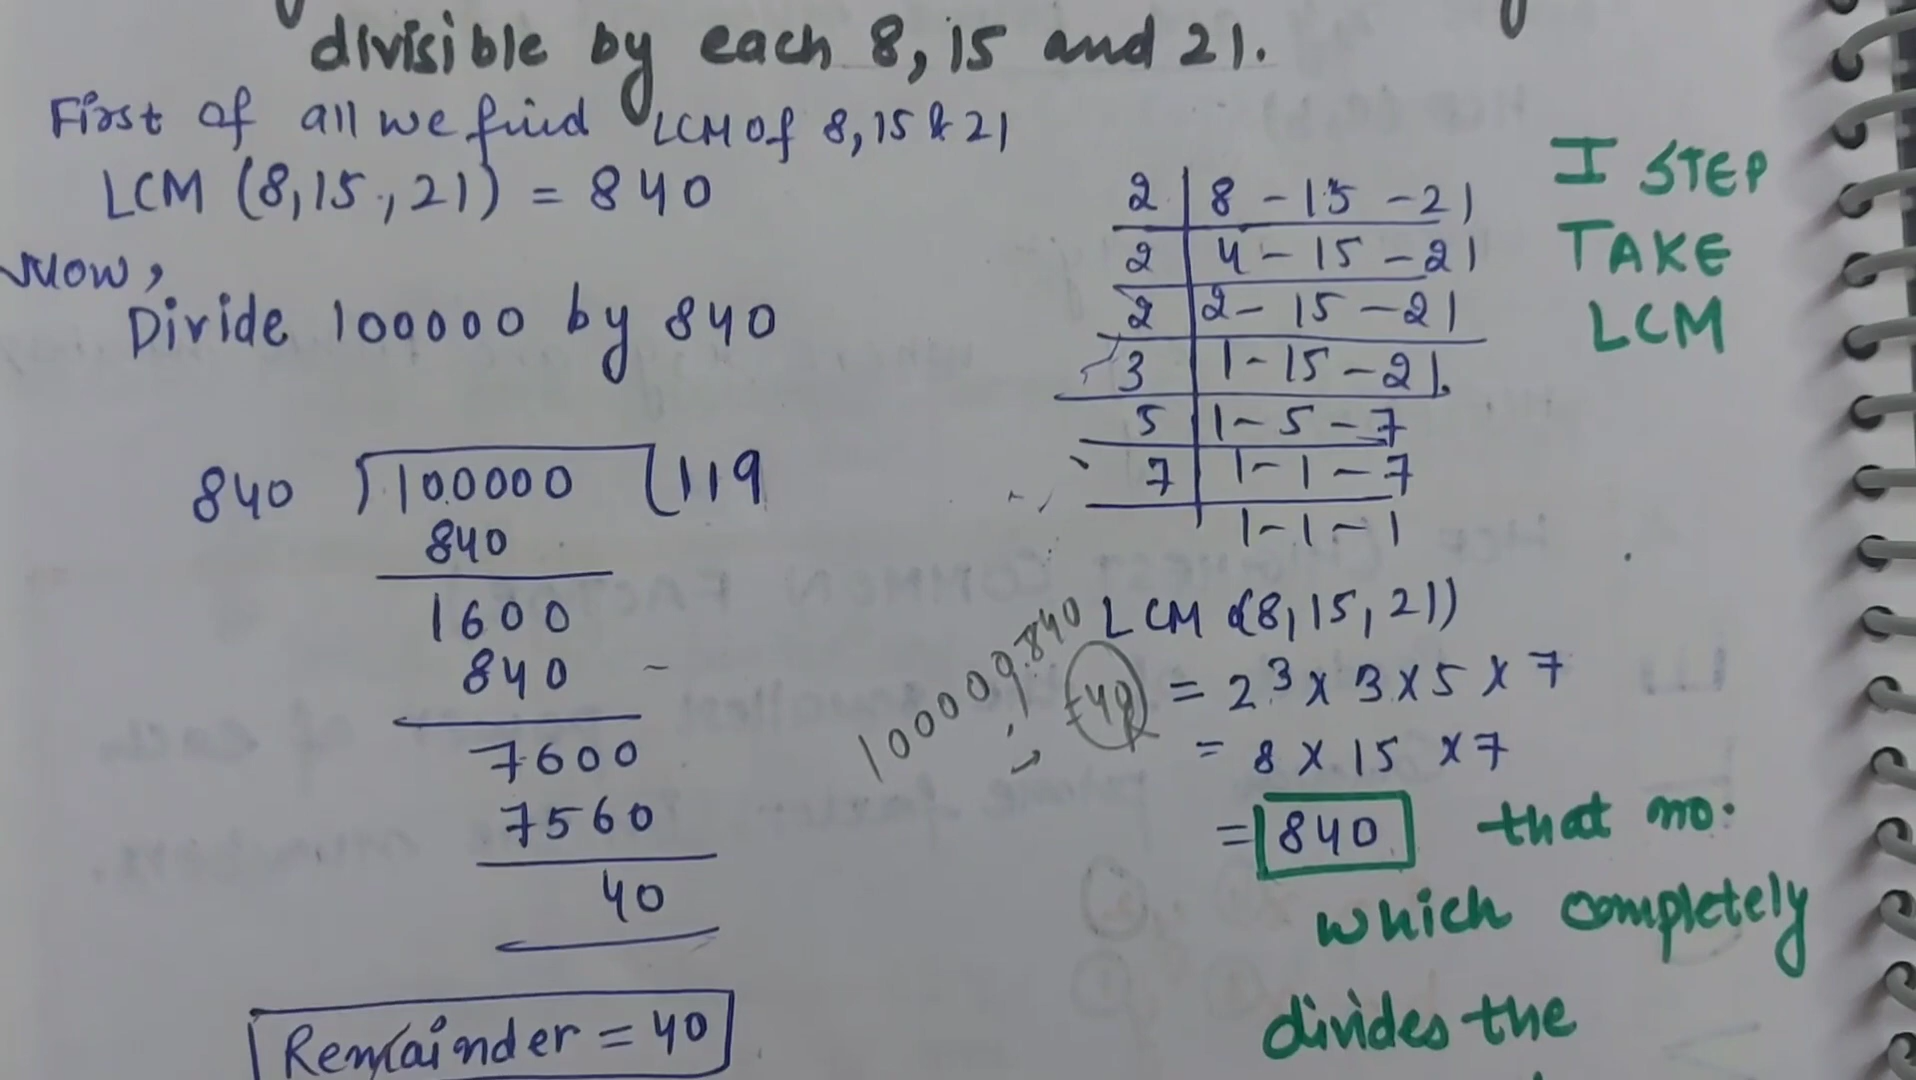 divisible by each 8, 15 and 21.
First of all we find LCM of 8, 15 & 21
LCM (8, 15, 21) = 840
Now,
Divide 100000 by 840
840 100000 119
840
1600
840 -
7600
7560
40
Remainder = 40
I STEP
TAKE
LCM
2 | 8 - 15 - 21
2 | 4 - 15 - 21
2 | 2 - 15 - 21
3 | 1 - 15 - 21
5 | 1 - 5 - 7
7 | 1 - 1 - 7
1 - 1 - 1
LCM (8, 15, 21)
= 2³ x 3 x 5 x 7
= 8 x 15 x 7
= 840 that no.
which completely
divides the